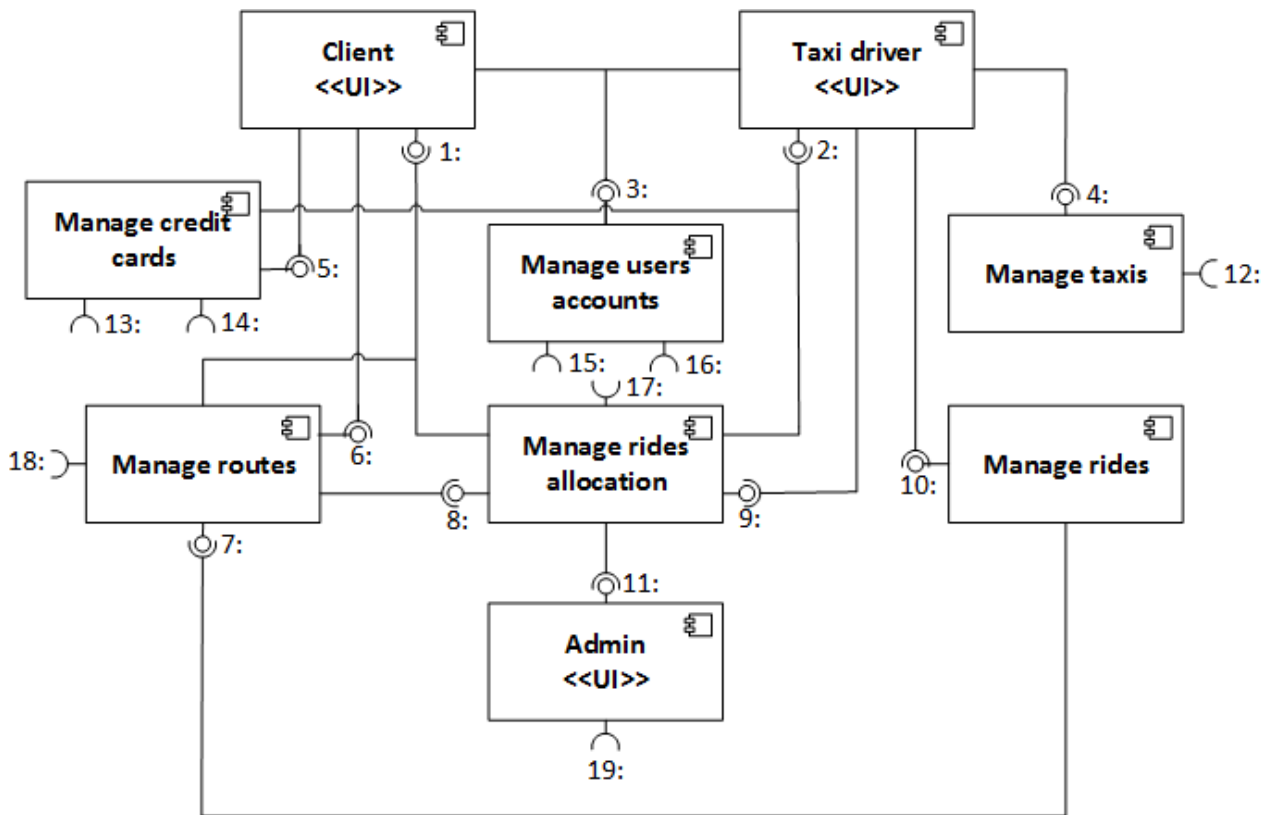 Client
<<UI>>
Taxi driver
<<UI>>
1:
2:
3:
4:
Manage credit
cards
5:
Manage users
accounts
Manage taxis
12:
13:
14:
15:
16:
17:
18:
Manage routes
6:
Manage rides
allocation
Manage rides
10:
8:
9:
7:
11:
Admin
<<UI>>
19: